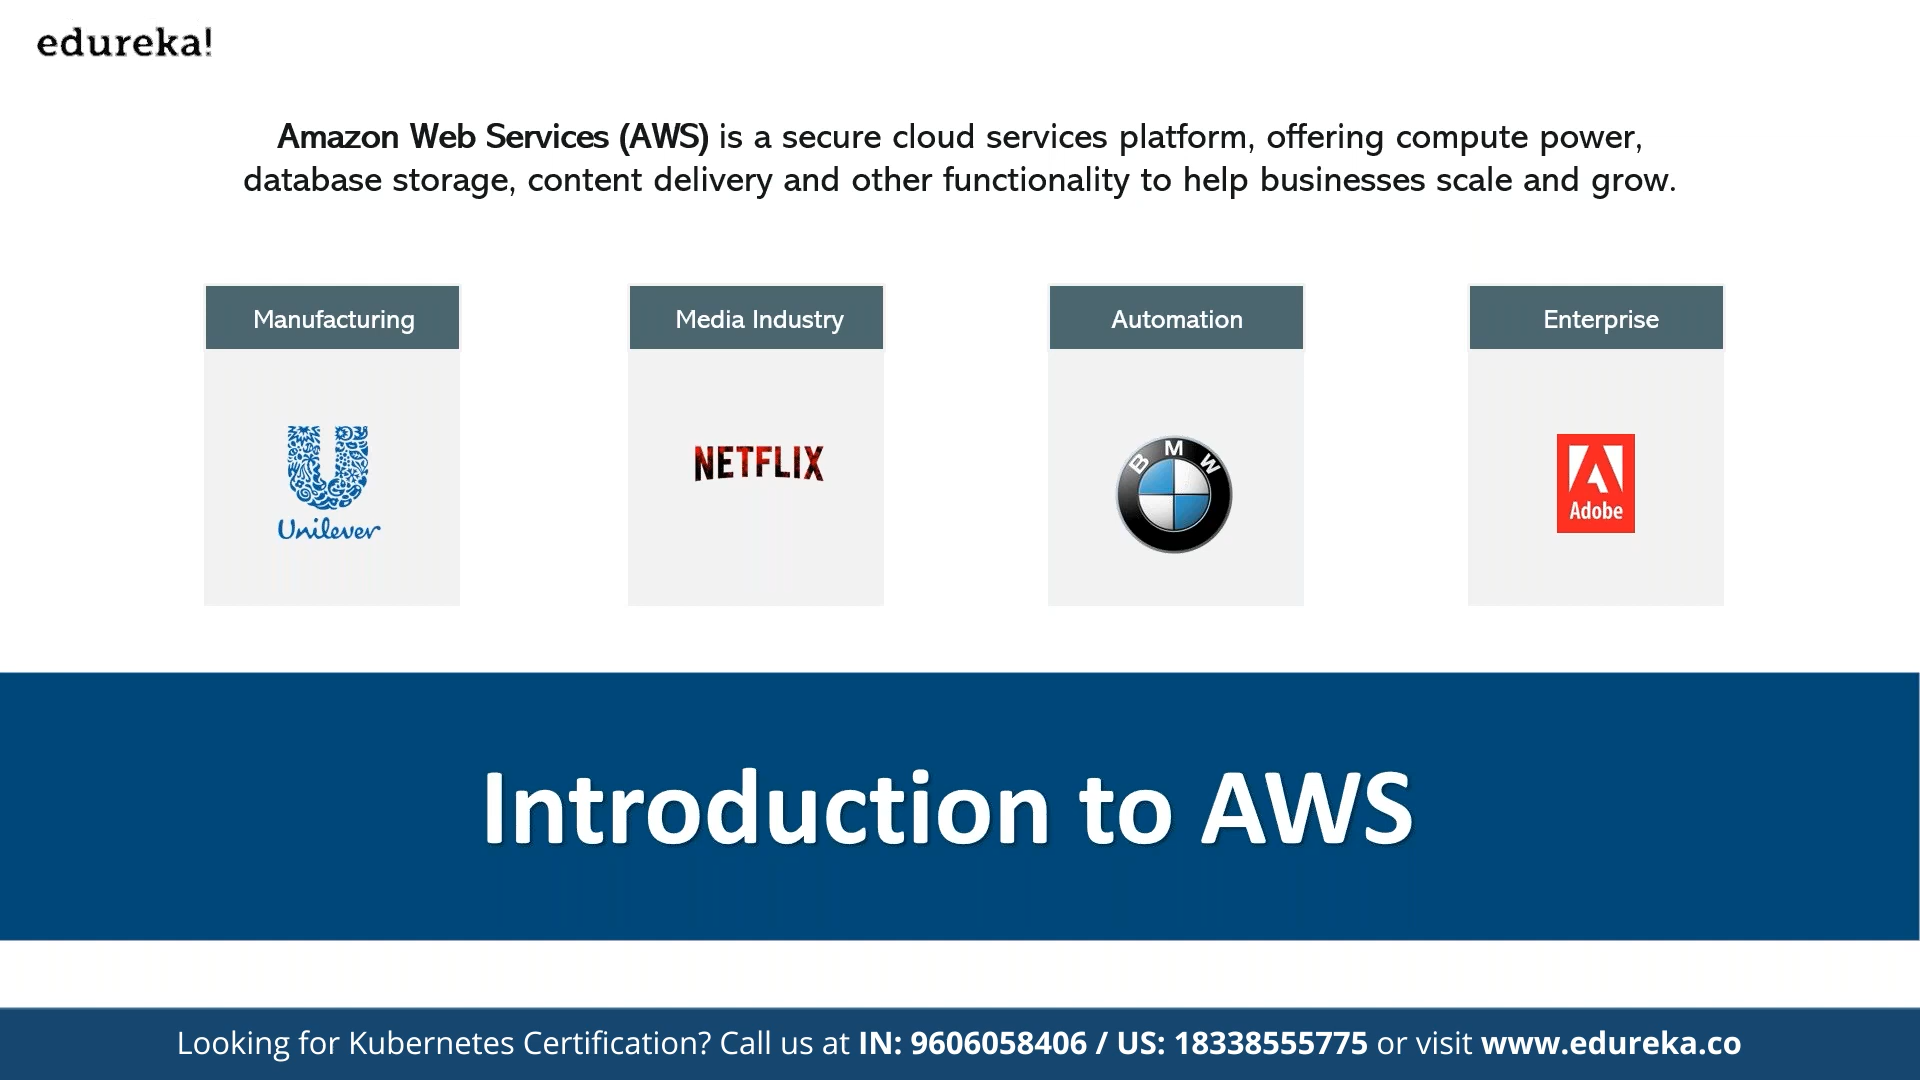 edureka!
Amazon Web Services (AWS) is a secure cloud services platform, offering compute power,
database storage, content delivery and other functionality to help businesses scale and grow.
Manufacturing
Unilever
Media Industry
NETFLIX
Automation
BMW
Enterprise
Adobe
Introduction to AWS
Looking for Kubernetes Certification? Call us at IN: 9606058406 / US: 18338555775 or visit www.edureka.co